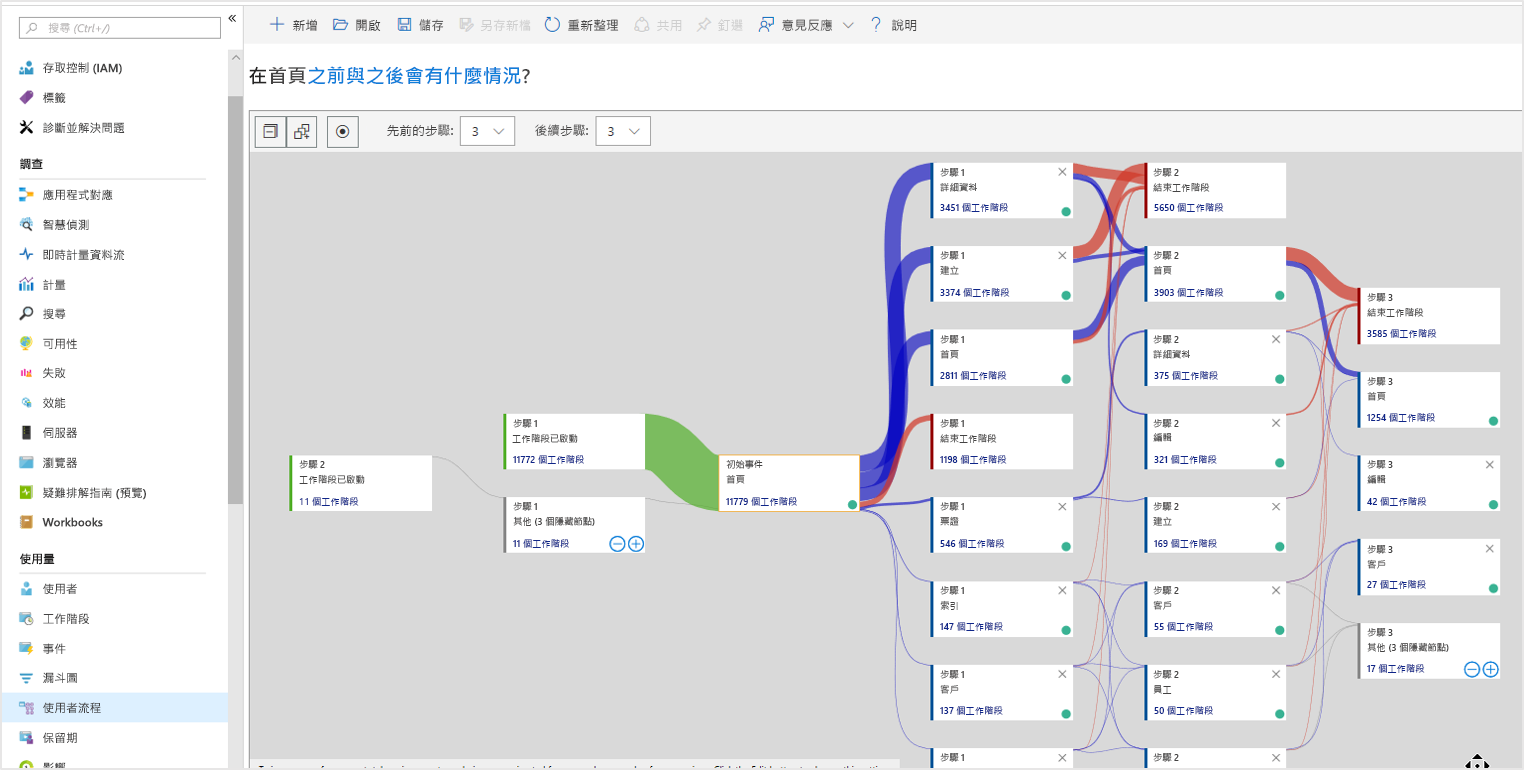 搜尋 (Ctrl+/)
«
存取控制 (IAM)
標籤
診斷並解決問題
調查
應用程式對應
智慧偵測
即時計量資料流
計量
搜尋
可用性
失敗
效能
伺服器
瀏覽器
疑難排解指南 (預覽)
Workbooks
使用量
使用者
工作階段
事件
漏斗圖
使用者流程
保留期
影響
新增
開啟
儲存
另存新檔
重新整理
共用
釘選
意見反應
? 說明
在首頁之前與之後會有什麼情況?
先前的步驟: 3
後續步驟: 3
步驟 2
工作階段已啟動
11 個工作階段
步驟 1
工作階段已啟動
11772 個工作階段
步驟 1
其他 (3 個隱藏節點)
11 個工作階段
初始事件
首頁
11779 個工作階段
步驟 1
詳細資料
3451 個工作階段
步驟 1
建立
3374 個工作階段
步驟 1
首頁
2811 個工作階段
步驟 1
結束工作階段
1198 個工作階段
步驟 1
票證
546 個工作階段
步驟 1
索引
147 個工作階段
步驟 1
客戶
137 個工作階段
步驟 1
步驟 2
結束工作階段
5650 個工作階段
步驟 2
首頁
3903 個工作階段
步驟 2
詳細資料
375 個工作階段
步驟 2
編輯
321 個工作階段
步驟 2
建立
169 個工作階段
步驟 2
客戶
55 個工作階段
步驟 2
員工
50 個工作階段
步驟 2
步驟 3
結束工作階段
3585 個工作階段
步驟 3
首頁
1254 個工作階段
步驟 3
編輯
42 個工作階段
步驟 3
客戶
27 個工作階段
步驟 3
其他 (3 個隱藏節點)
17 個工作階段